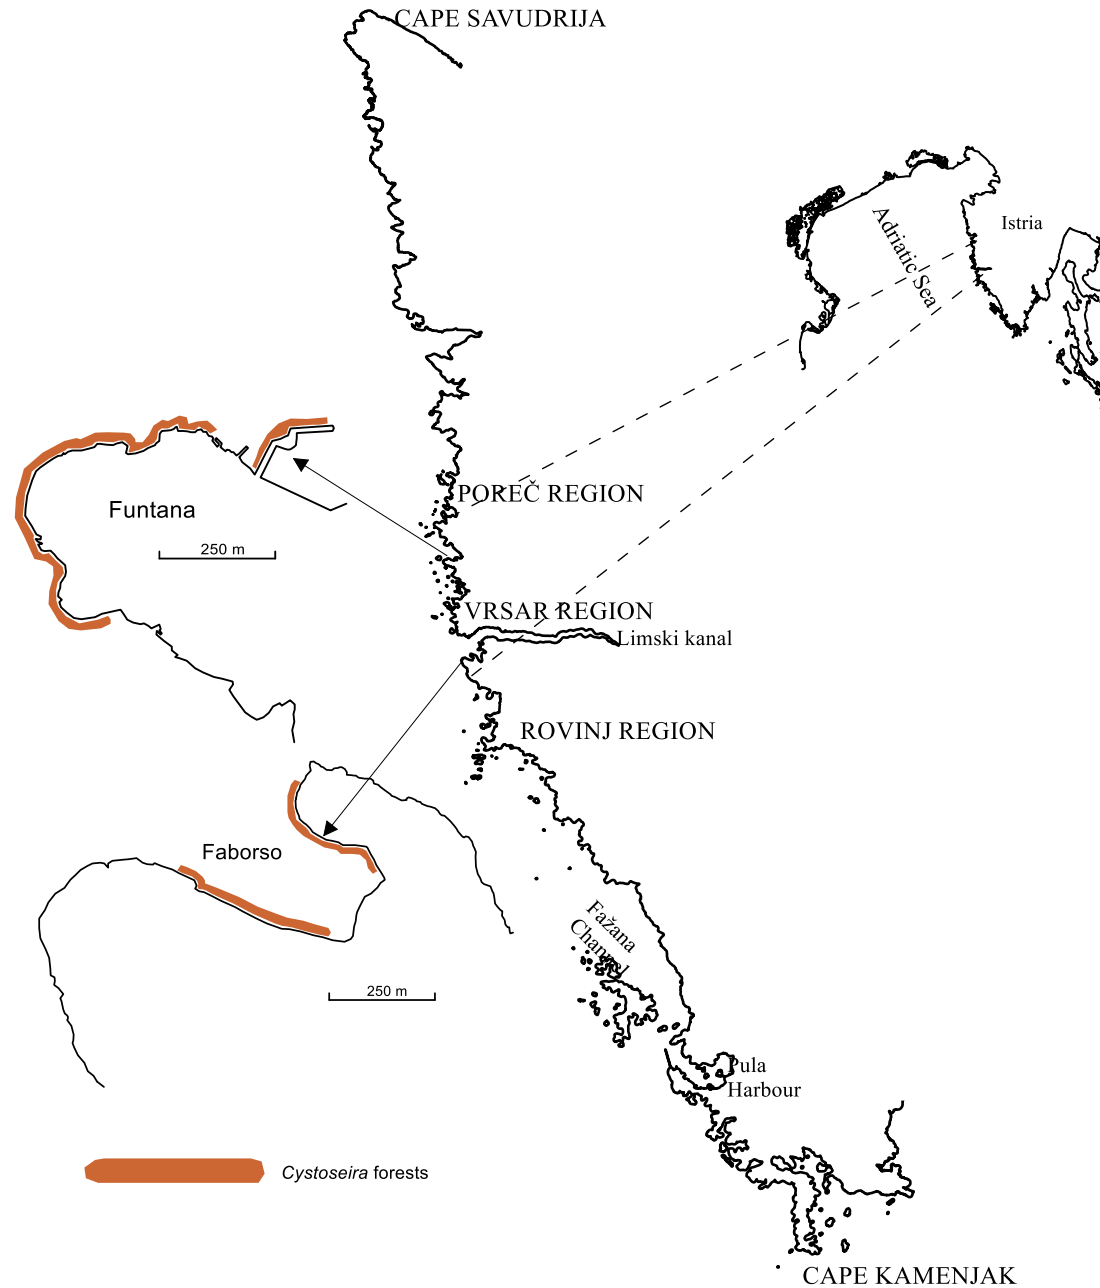 CAPE SAVUDRIJA
Istria
Adriatic Sea
POREČ REGION
Funtana
250 m
VRSAR REGION
Limski kanal
ROVINJ REGION
Faborso
Fažana
Channel
250 m
Pula
Harbour
Cystoseira forests
CAPE KAMENJAK